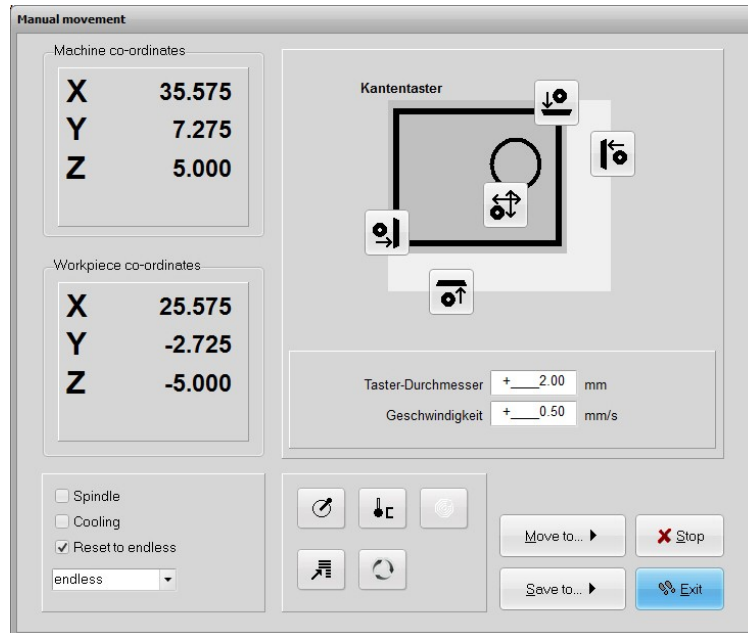 Manual movement
Machine co-ordinates
X 35.575
Y 7.275
Z 5.000
Workpiece co-ordinates
X 25.575
Y -2.725
Z -5.000
Kantentaster
Taster-Durchmesser +____2.00 mm
Geschwindigkeit +____0.50 mm/s
Spindle
Cooling
Reset to endless
endless
Move to...
Stop
Save to...
Exit